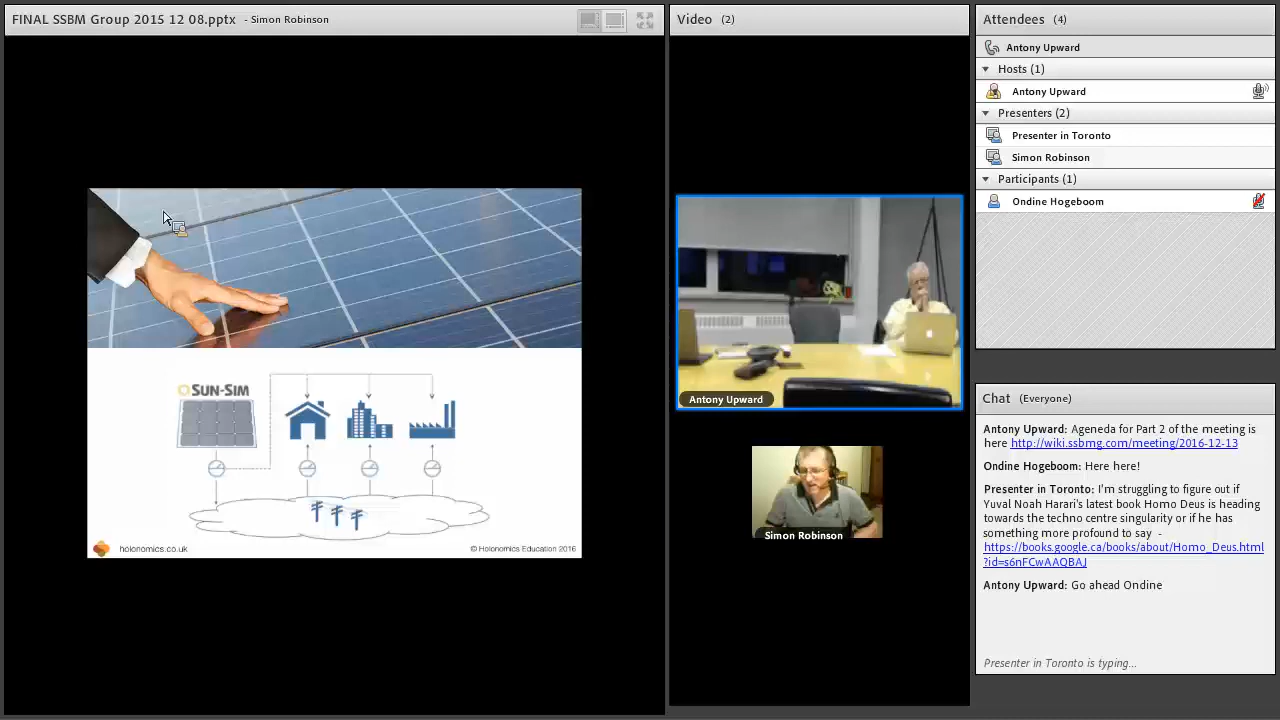 FINAL SSBM Group 2015 12 08.pptx - Simon Robinson
SUN-SIM
holonomics.co.uk
© Holonomics Education 2016
Video (2)
Antony Upward
Simon Robinson
Attendees (4)
Antony Upward
Hosts (1)
Antony Upward
Presenters (2)
Presenter in Toronto
Simon Robinson
Participants (1)
Ondine Hogeboom
Chat (Everyone)
Antony Upward: Ageneda for Part 2 of the meeting is
here http://wiki.ssbmg.com/meeting/2016-12-13
Ondine Hogeboom: Here here!
Presenter in Toronto: I'm struggling to figure out if
Yuval Noah Harari's latest book Homo Deus is heading
towards the techno centre singularity or if he has
something more profound to say -
https://books.google.ca/books/about/Homo_Deus.html
?id=s6nFCwAAQBAJ
Antony Upward: Go ahead Ondine
Presenter in Toronto is typing...